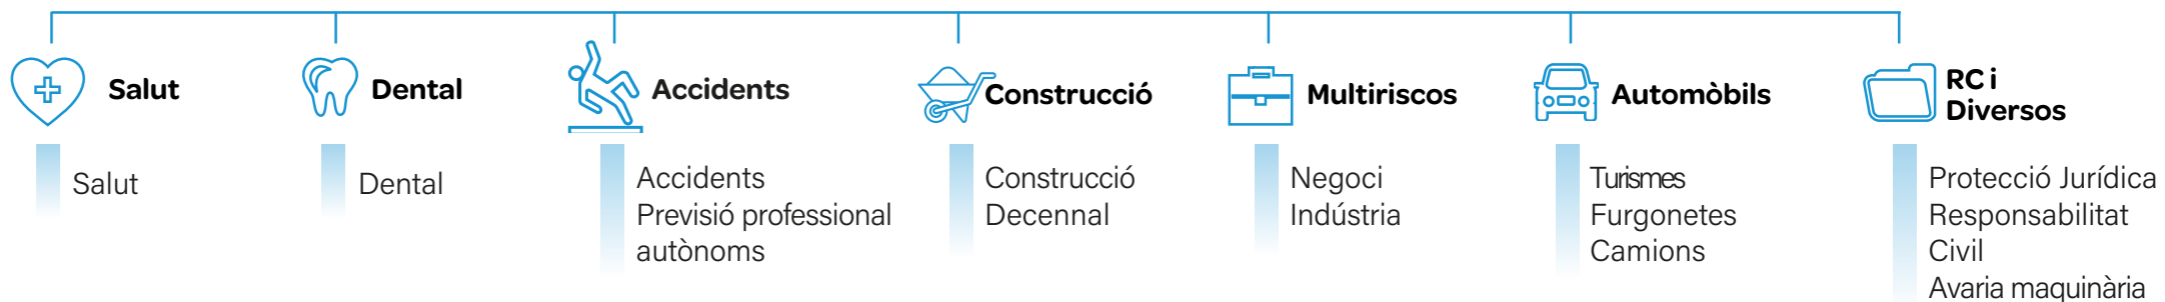 Salut
Dental
Accidents
Construcció
Multiriscos
Automòbils
RC i
Diversos
Salut
Dental
Accidents
Previsió professional
autònoms
Construcció
Decennal
Negoci
Indústria
Turismes
Furgonetes
Camions
Protecció Jurídica
Responsabilitat
Civil
Avaria maquinària